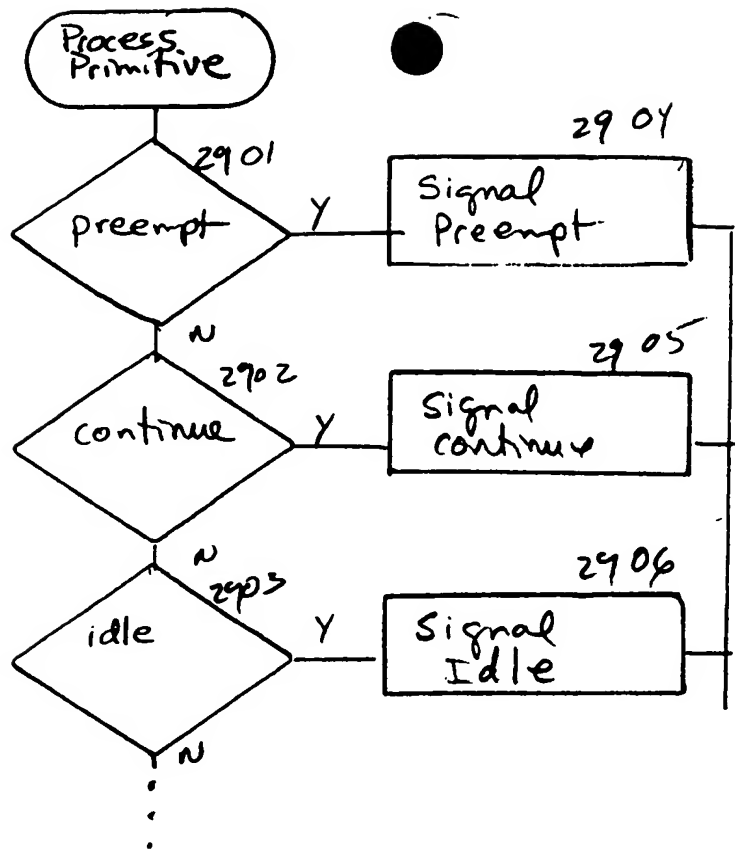 Process
Primitive
2901
preempt
Y
2904
Signal
Preempt
N
2902
continue
Y
2905
Signal
continue
N
2903
idle
Y
2906
Signal
Idle
N